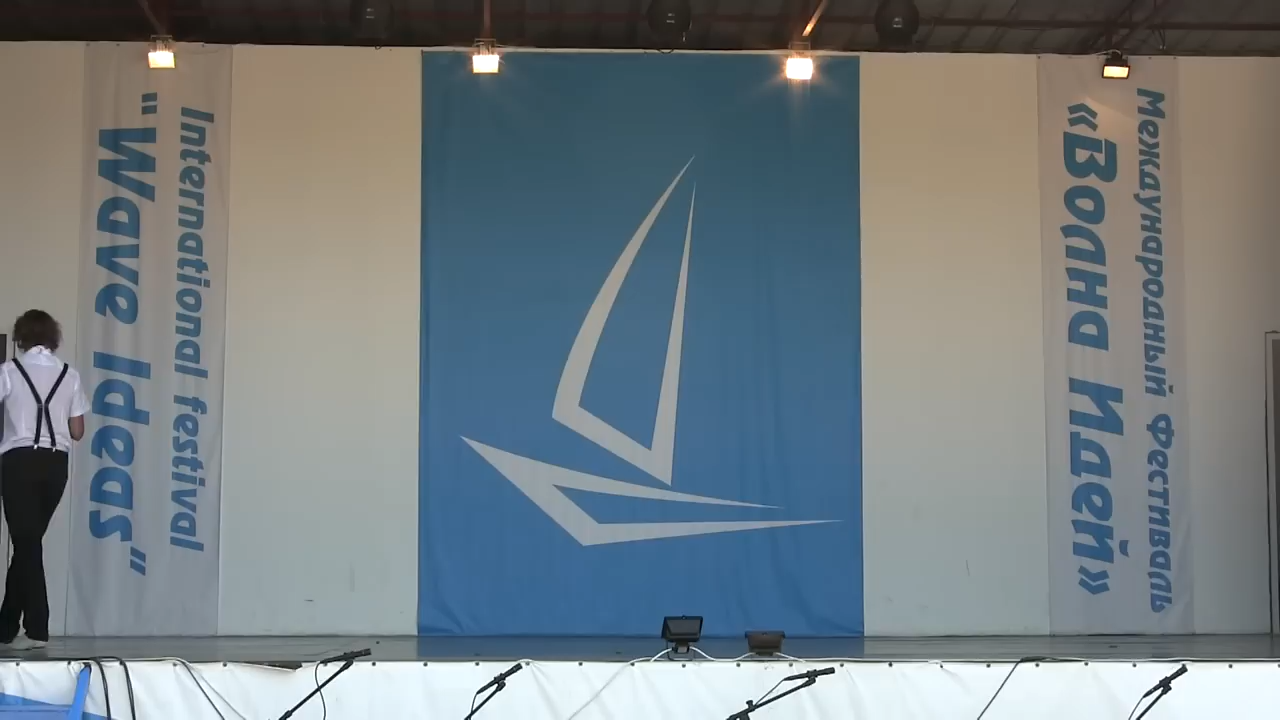 International festival
" Wave Ideas"
Международный Фестиваль
«Волна Идей»